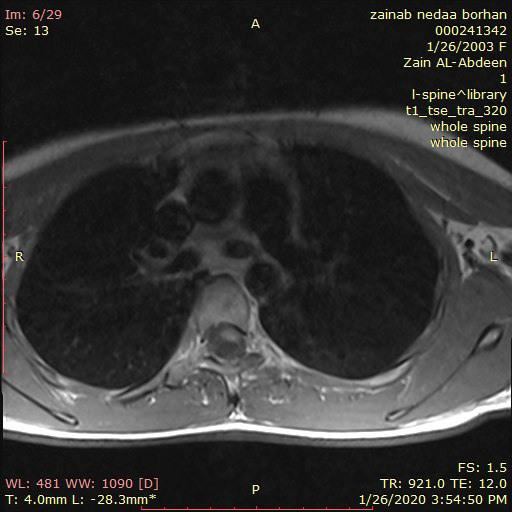 Im: 6/29
Se: 13
A
zainab nedaa borhan
000241342
1/26/2003 F
Zain AL-Abdeen
1
l-spine^library
t1_tse_tra_320
whole spine
whole spine
R
L
WL: 481 WW: 1090 [D]
T: 4.0mm L: -28.3mm*
P
FS: 1.5
TR: 921.0 TE: 12.0
1/26/2020 3:54:50 PM